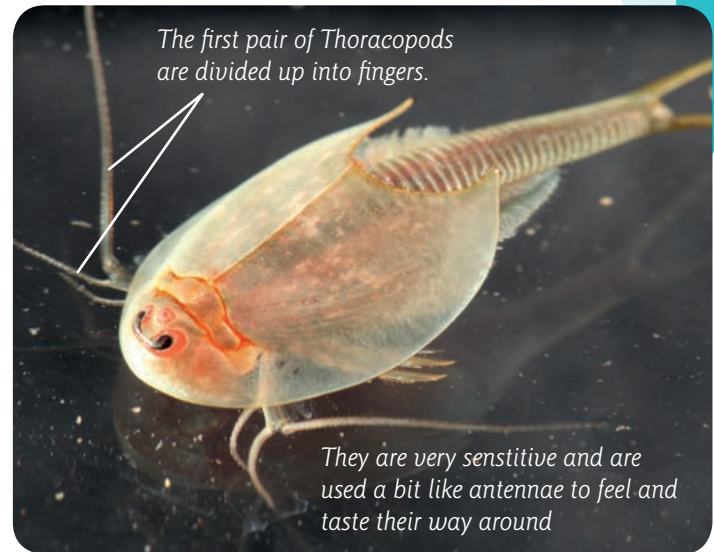 The first pair of Thoracopods
are divided up into fingers.
They are very senstitive and are
used a bit like antennae to feel and
taste their way around